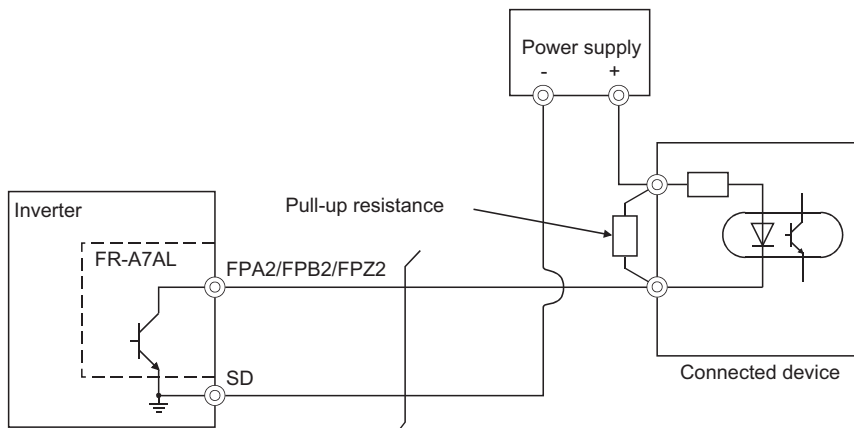 Power supply
- +
Inverter
Pull-up resistance
FR-A7AL
FPA2/FPB2/FPZ2
SD
Connected device